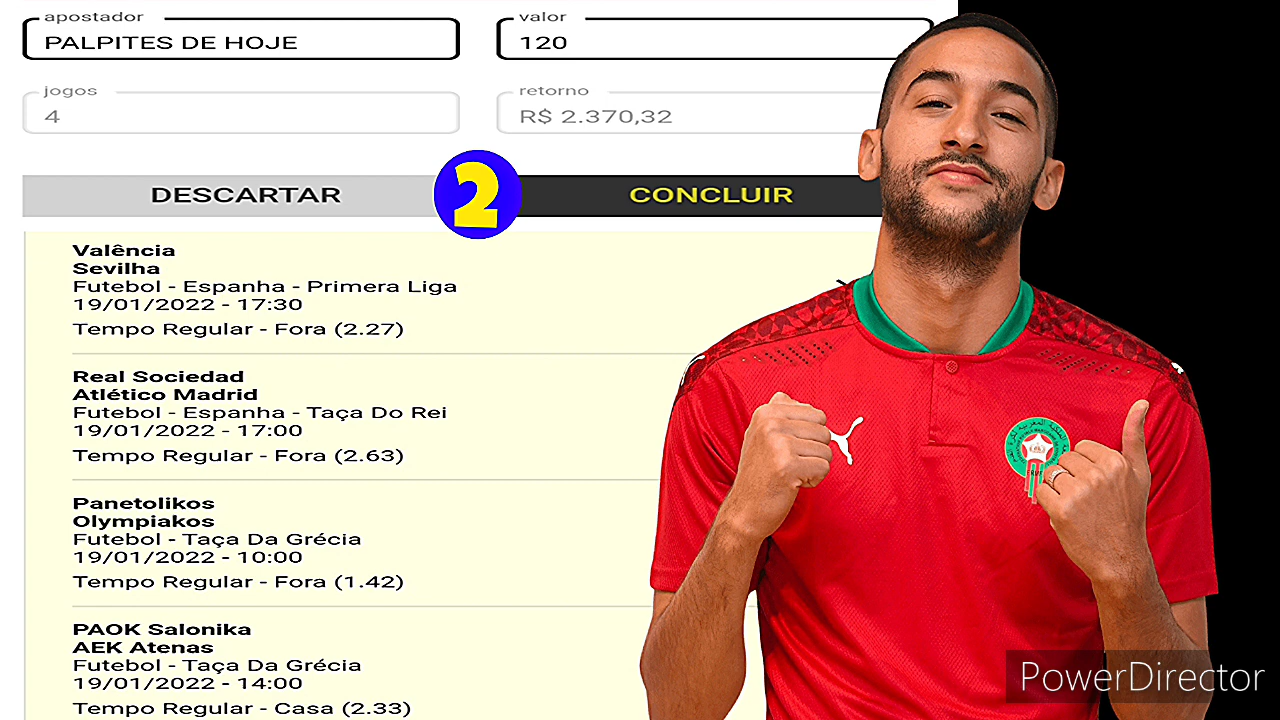 apostador
PALPITES DE HOJE
valor
120
jogos
4
retorno
R$ 2.370,32
DESCARTAR
2
CONCLUIR
Valência
Sevilha
Futebol - Espanha - Primera Liga
19/01/2022 - 17:30
Tempo Regular - Fora (2.27)
Real Sociedad
Atlético Madrid
Futebol - Espanha - Taça Do Rei
19/01/2022 - 17:00
Tempo Regular - Fora (2.63)
Panetolikos
Olympiakos
Futebol - Taça Da Grécia
19/01/2022 - 10:00
Tempo Regular - Fora (1.42)
PAOK Salonika
AEK Atenas
Futebol - Taça Da Grécia
19/01/2022 - 14:00
Tempo Regular - Casa (2.33)
PowerDirector